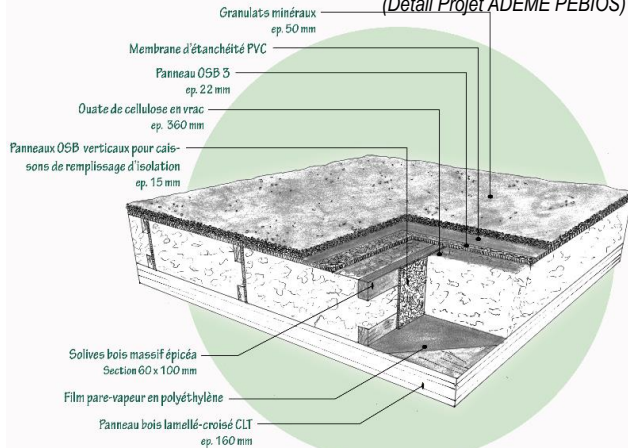 (Détail Projet ADEME PEBIOS)
Granulats minéraux
ep. 50 mm
Membrane d'étanchéité PVC
Panneau OSB 3
ep. 22 mm
Ouate de cellulose en vrac
ep. 360 mm
Panneaux OSB verticaux pour cais-
sons de remplissage d'isolation
ep. 15 mm
Solives bois massif épicéa
Section 60 x 100 mm
Film pare-vapeur en polyéthylène
Panneau bois lamellé-croisé CLT
ep. 160 mm